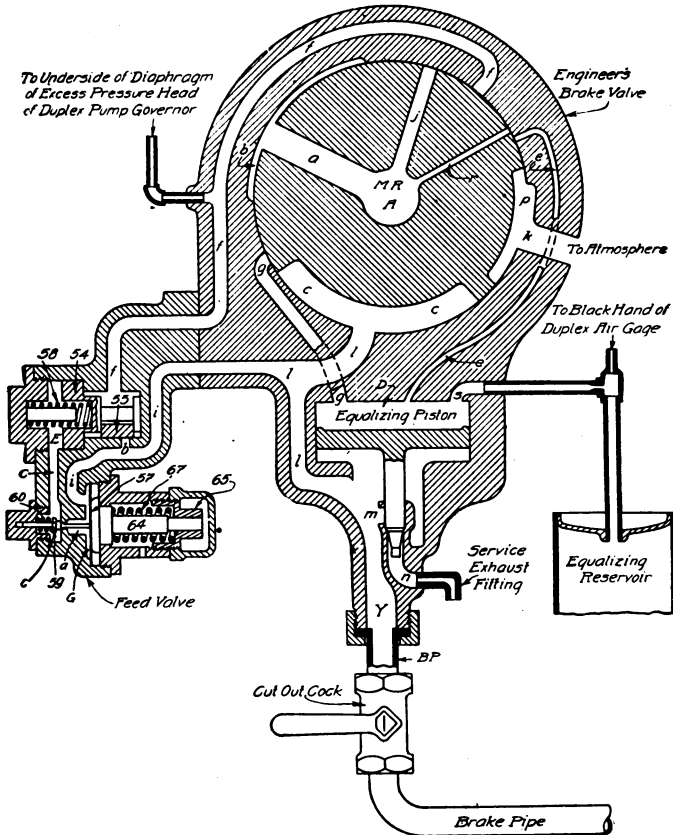 To Underside of Diaphragm
of Excess Pressure Head
of Duplex Pump Governor
Engineer's
Brake Valve
f
f
f
j
b
a
r
e
M R
A
p
k
To Atmosphere
f
g
c
c
To Black Hand of
Duplex Air Gage
l
e
58
54
f
i
l
g
D
s
55
Equalizing Piston
E
b
c
i
57
67
65
l
60
64
m
c
59
a
G
Feed Valve
n
Service
Exhaust
Fitting
Equalizing
Reservoir
Y
BP
Cut Out Cock
Brake Pipe